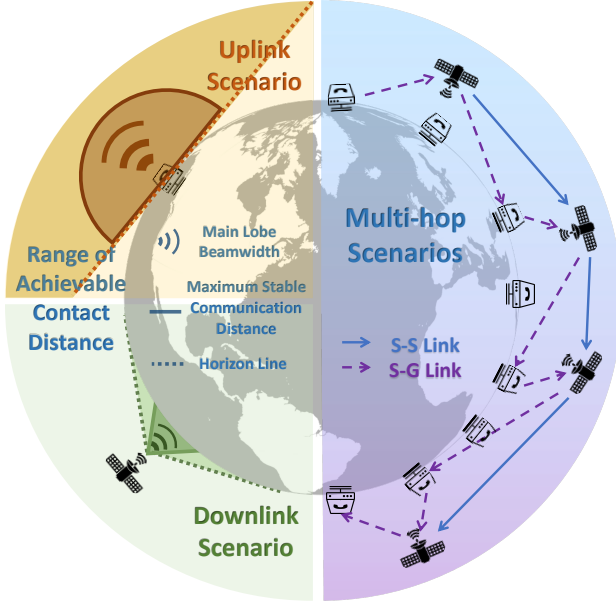 Uplink
Scenario
Range of
Achievable
Contact
Distance
Main Lobe
Beamwidth
Maximum Stable
Communication
Distance
Horizon Line
Downlink
Scenario
Multi-hop
Scenarios
S-S Link
S-G Link